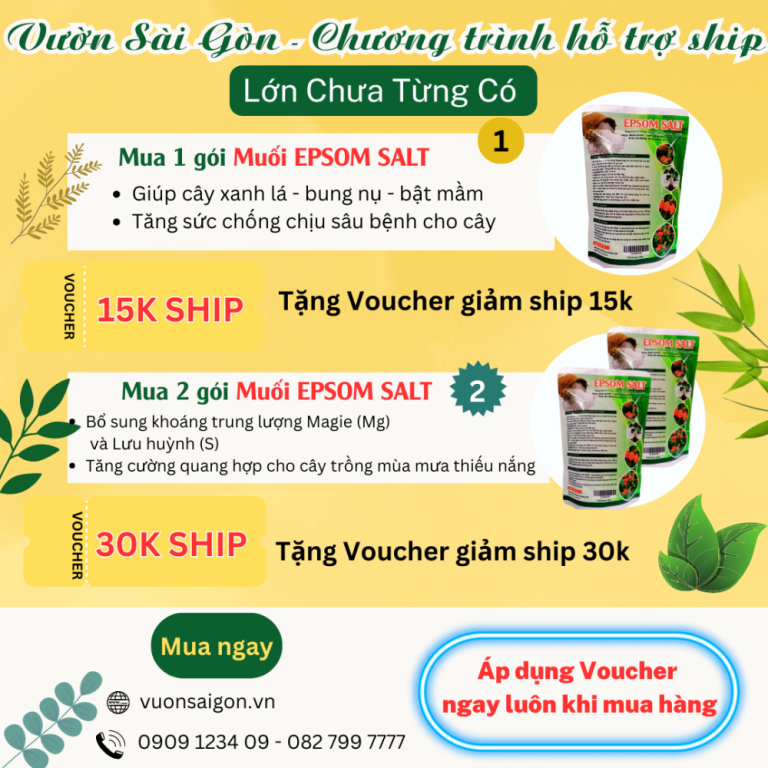 Vườn Sài Gòn - Chương trình hỗ trợ ship
Lớn Chưa Từng Có
1
Mua 1 gói Muối EPSOM SALT
• Giúp cây xanh lá - bung nụ - bật mầm
• Tăng sức chống chịu sâu bệnh cho cây
EPSOM SALT
VOUCHER
15K SHIP
Tặng Voucher giảm ship 15k
Mua 2 gói Muối EPSOM SALT
2
• Bổ sung khoáng trung lượng Magie (Mg)
và Lưu huỳnh (S)
• Tăng cường quang hợp cho cây trồng mùa mưa thiếu nắng
EPSOM SALT
EPSOM SALT
VOUCHER
30K SHIP
Tặng Voucher giảm ship 30k
Mua ngay
vuonsaigon.vn
0909 1234 09 - 082 799 7777
Áp dụng Voucher
ngay luôn khi mua hàng